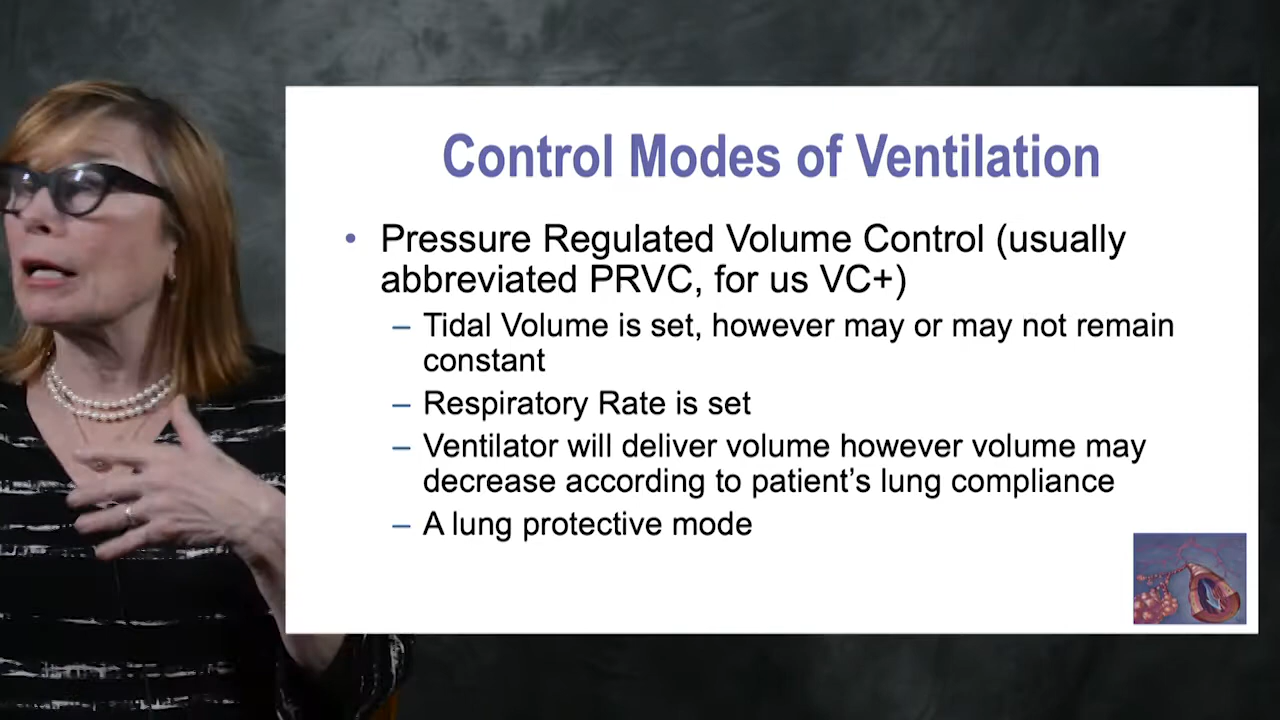 Control Modes of Ventilation
• Pressure Regulated Volume Control (usually
abbreviated PRVC, for us VC+)
– Tidal Volume is set, however may or may not remain
constant
– Respiratory Rate is set
– Ventilator will deliver volume however volume may
decrease according to patient's lung compliance
– A lung protective mode